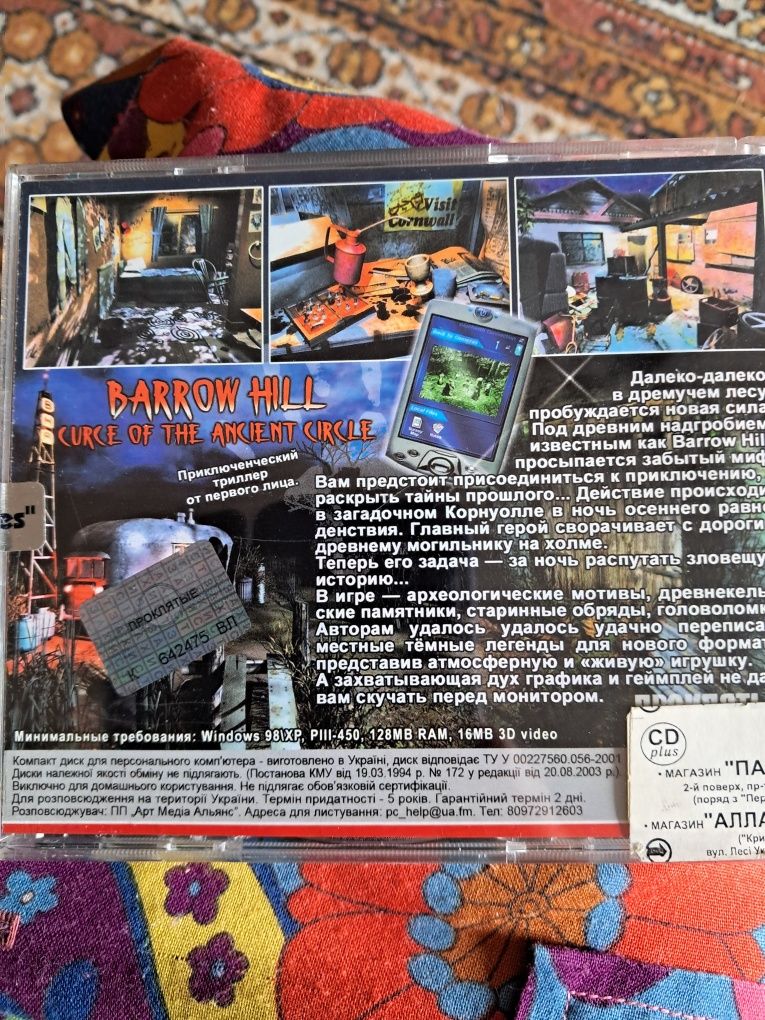 Visit
Cornwall
BARROW HILL
CURCE OF THE ANCIENT CIRCLE
Приключенческий
триллер
от первого лица.
Далеко-далеко
в дремучем лесу
пробуждается новая сила
Под древним надгробием
известным как Barrow Hil
просыпается забытый миф
Вам предстоит присоединиться к приключению,
раскрыть тайны прошлого... Действие происходи
в загадочном Корнуолле в ночь осеннего равно
денствия. Главный герой сворачивает с дороги
древнему могильнику на холме.
Теперь его задача — за ночь распутать зловещу
историю...
В игре — археологические мотивы, древнекель
ские памятники, старинные обряды, головоломк
Авторам удалось удалось удачно переписа
местные тёмные легенды для нового формат
представив атмосферную и «живую» игрушку.
А захватывающая дух графика и геймплей не да
вам скучать перед монитором.
es"
ПРОКЛЯТЫЕ
К 642475 ВЛ
Минимальные требования: Windows 98\XP, PIII-450, 128MB RAM, 16MB 3D video
Компакт диск для персонального комп'ютера - виготовлено в Україні, диск відповідає ТУ У 00227560.056-2001
Диски належної якості обміну не підлягають. (Постанова КМУ від 19.03.1994 р. № 172 у редакції від 20.08.2003 р.)
Виключно для домашнього користування. Не підлягає обов'язковій сертифікації.
Для розповсюдження на території України. Термін придатності - 5 років. Гарантійний термін 2 дні.
Розповсюджувач: ПП „Арт Медіа Альянс". Адреса для листування: pc_help@ua.fm. Тел: 80972912603
CD
plus
• МАГАЗИН "ПА
2-й поверх, пр-
(поряд з "Пер
• МАГАЗИН "АЛЛА
("Кри
вул. Лесі Ук